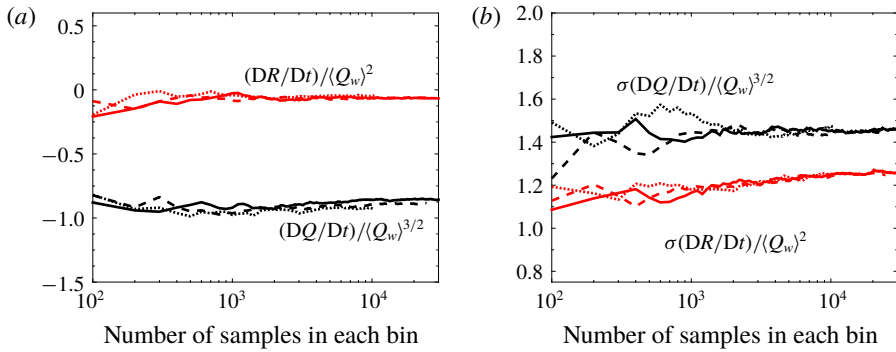 (a)
0.5
0
−0.5
−1.0
−1.5
(DR/Dt)/⟨Q_w⟩^2
(DQ/Dt)/⟨Q_w⟩^{3/2}
10^2
10^3
10^4
Number of samples in each bin
(b)
2.0
1.8
1.6
1.4
1.2
1.0
0.8
σ(DQ/Dt)/⟨Q_w⟩^{3/2}
σ(DR/Dt)/⟨Q_w⟩^2
10^2
10^3
10^4
Number of samples in each bin